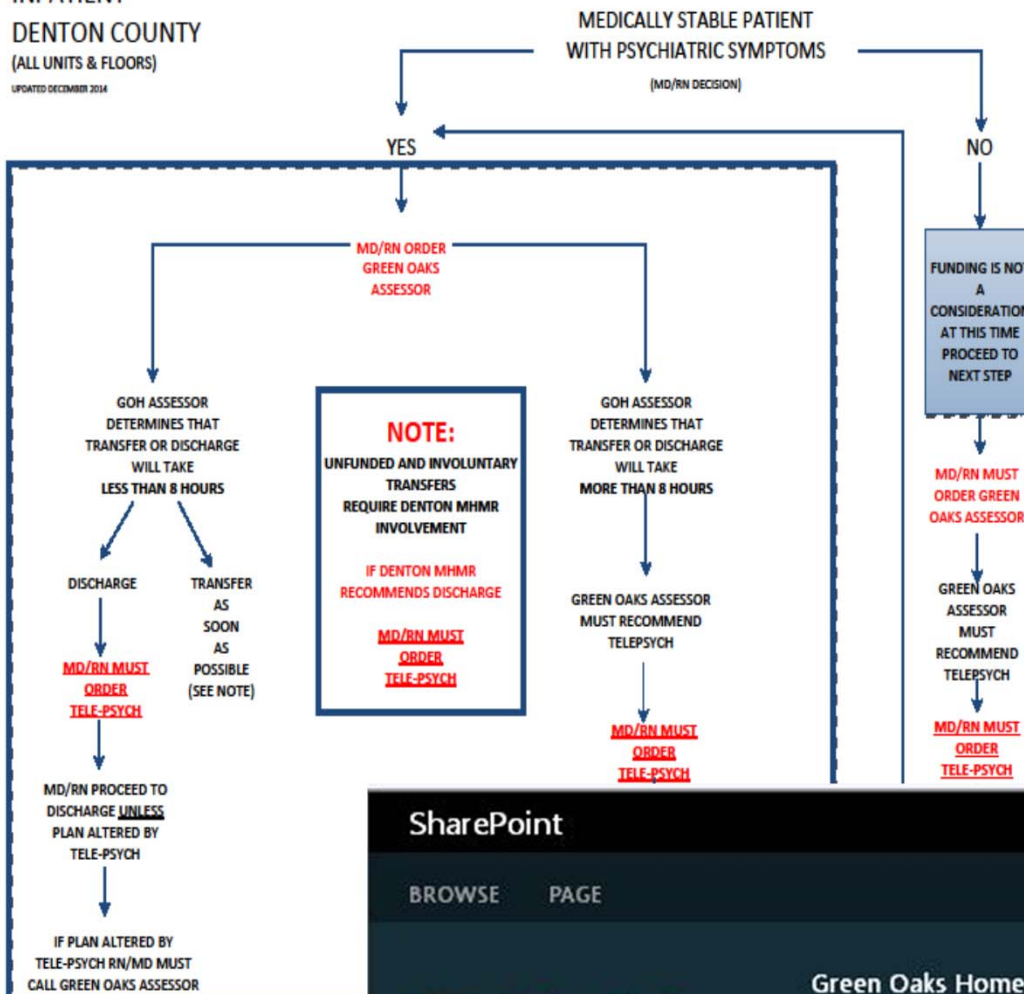 DENTON COUNTY
(ALL UNITS & FLOORS)
UPDATED DECEMBER 2014
MEDICALLY STABLE PATIENT
WITH PSYCHIATRIC SYMPTOMS
(MD/RN DECISION)
YES
NO
MD/RN ORDER
GREEN OAKS
ASSESSOR
GOH ASSESSOR
DETERMINES THAT
TRANSFER OR DISCHARGE
WILL TAKE
LESS THAN 8 HOURS
DISCHARGE
MD/RN MUST
ORDER
TELE-PSYCH
MD/RN PROCEED TO
DISCHARGE UNLESS
PLAN ALTERED BY
TELE-PSYCH
IF PLAN ALTERED BY
TELE-PSYCH RN/MD MUST
CALL GREEN OAKS ASSESSOR
TRANSFER
AS
SOON
AS
POSSIBLE
(SEE NOTE)
NOTE:
UNFUNDED AND INVOLUNTARY
TRANSFERS
REQUIRE DENTON MHMR
INVOLVEMENT
IF DENTON MHMR
RECOMMENDS DISCHARGE
MD/RN MUST
ORDER
TELE-PSYCH
GOH ASSESSOR
DETERMINES THAT
TRANSFER OR DISCHARGE
WILL TAKE
MORE THAN 8 HOURS
GREEN OAKS ASSESSOR
MUST RECOMMEND
TELEPSYCH
MD/RN MUST
ORDER
TELE-PSYCH
FUNDING IS NOT
A
CONSIDERATION
AT THIS TIME
PROCEED TO
NEXT STEP
MD/RN MUST
ORDER GREEN
OAKS ASSESSOR
GREEN OAKS
ASSESSOR
MUST
RECOMMEND
TELEPSYCH
MD/RN MUST
ORDER
TELE-PSYCH
SharePoint
BROWSE PAGE
Green Oaks Home